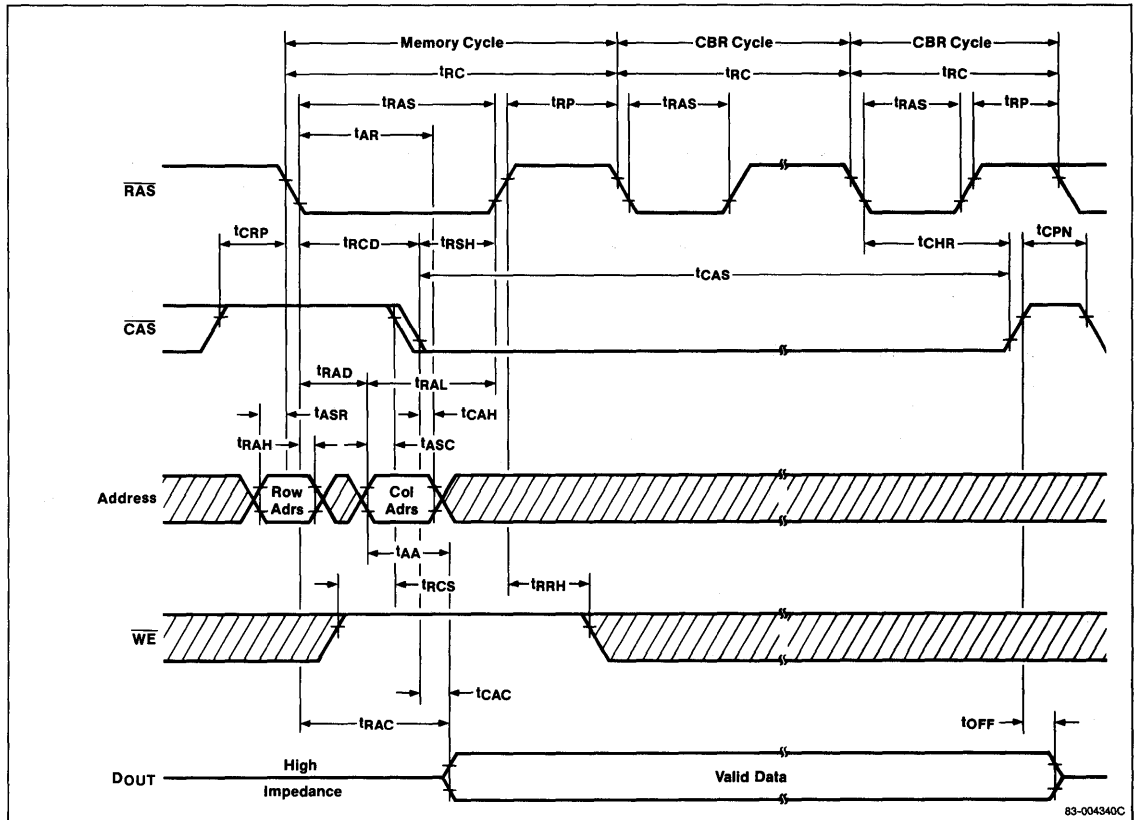 Memory Cycle CBR Cycle CBR Cycle
tRC tRC tRC
tRAS tRP tRAS tRAS tRP
tAR
RAS
tCRP tRCD tRSH tCHR tCPN
tCAS
CAS
tRAD tRAL
tASR tCAH
tRAH tASC
Address Row Adrs Col Adrs
tAA
tRCS tRRH
WE
tCAC
tRAC tOFF
DOUT High Impedance Valid Data
83-004340C